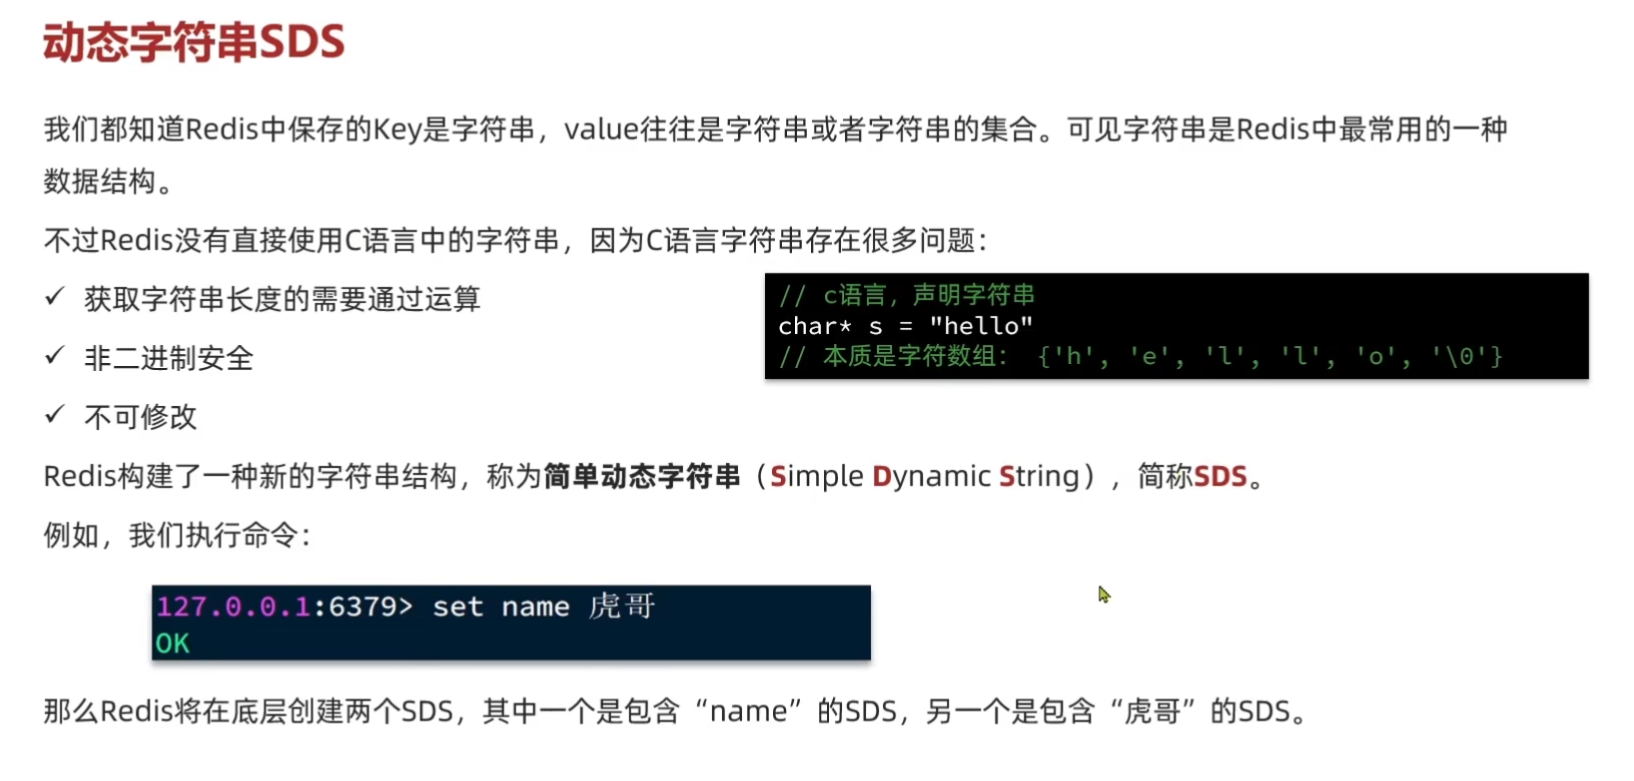 动态字符串SDS
我们都知道Redis中保存的Key是字符串，value往往是字符串或者字符串的集合。可见字符串是Redis中最常用的一种
数据结构。
不过Redis没有直接使用C语言中的字符串，因为C语言字符串存在很多问题：
✓ 获取字符串长度的需要通过运算
✓ 非二进制安全
✓ 不可修改
// c语言，声明字符串
char* s = "hello"
// 本质是字符数组： {'h', 'e', 'l', 'l', 'o', '\0'}
Redis构建了一种新的字符串结构，称为简单动态字符串（Simple Dynamic String），简称SDS。
例如，我们执行命令：
127.0.0.1:6379> set name 虎哥
OK
那么Redis将在底层创建两个SDS，其中一个是包含“name”的SDS，另一个是包含“虎哥”的SDS。